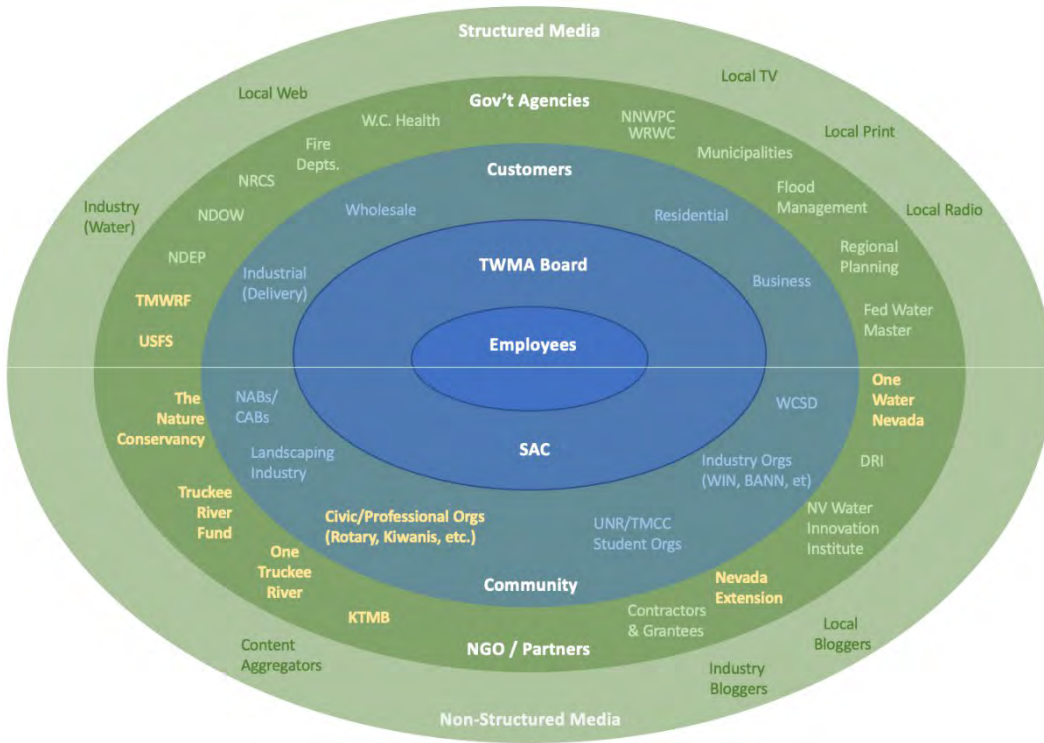 Structured Media
Local TV
Local Web
Gov't Agencies
W.C. Health
NNWPC
WRWC
Local Print
Fire
Depts.
Municipalities
Customers
NRCS
Flood
Management
Industry
(Water)
NDOW
Wholesale
Residential
Local Radio
NDEP
Regional
Planning
TWMA Board
Industrial
(Delivery)
Business
TMWRF
Fed Water
Master
USFS
Employees
The
Nature
Conservancy
NABs/
CABs
WCSD
One
Water
Nevada
SAC
Landscaping
Industry
Industry Orgs
(WIN, BANN, et)
DRI
Truckee
River
Fund
Civic/Professional Orgs
(Rotary, Kiwanis, etc.)
UNR/TMCC
Student Orgs
NV Water
Innovation
Institute
One
Truckee
River
Community
Nevada
Extension
KTMB
Contractors
& Grantees
Local
Bloggers
Content
Aggregators
NGO / Partners
Industry
Bloggers
Non-Structured Media